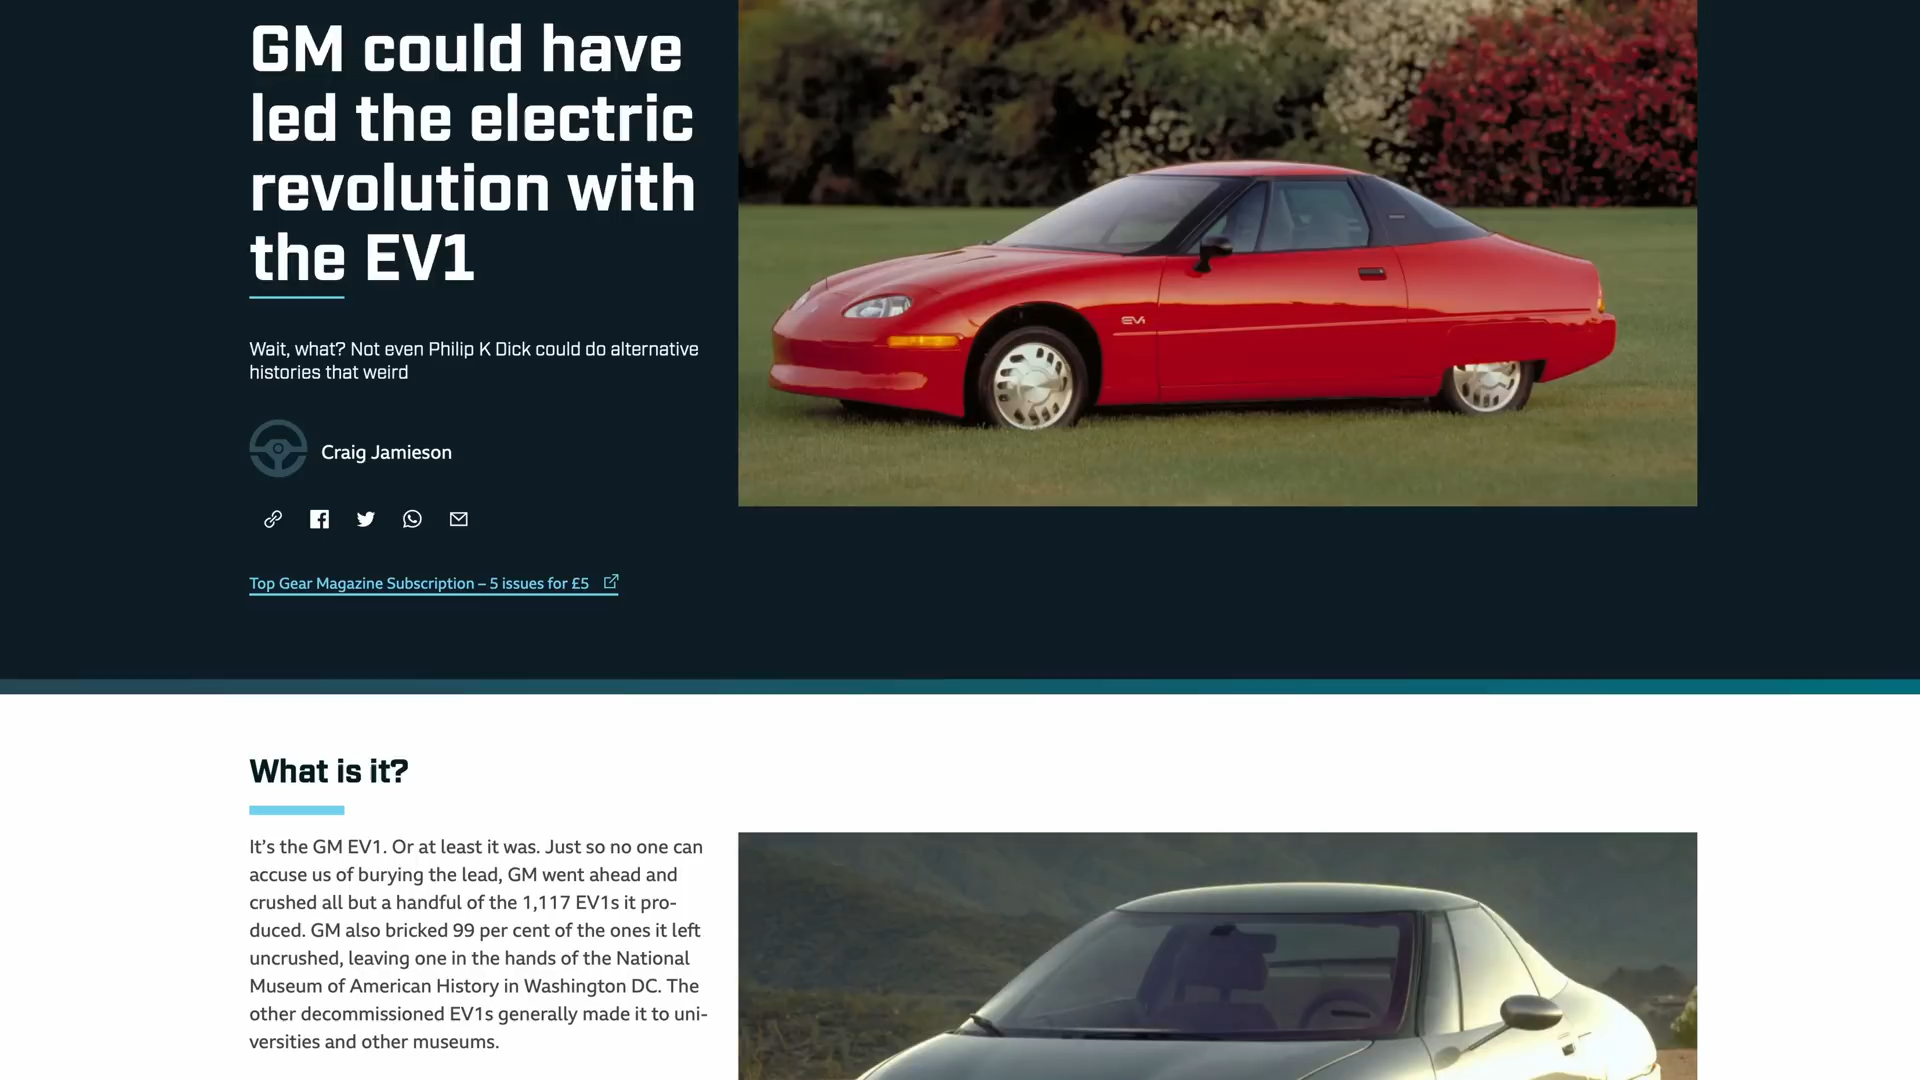 GM could have
led the electric
revolution with
the EV1
Wait, what? Not even Philip K Dick could do alternative
histories that weird
Craig Jamieson
Top Gear Magazine Subscription – 5 issues for £5
EV1
What is it?
It’s the GM EV1. Or at least it was. Just so no one can
accuse us of burying the lead, GM went ahead and
crushed all but a handful of the 1,117 EV1s it pro-
duced. GM also bricked 99 per cent of the ones it left
uncrushed, leaving one in the hands of the National
Museum of American History in Washington DC. The
other decommissioned EV1s generally made it to uni-
versities and other museums.